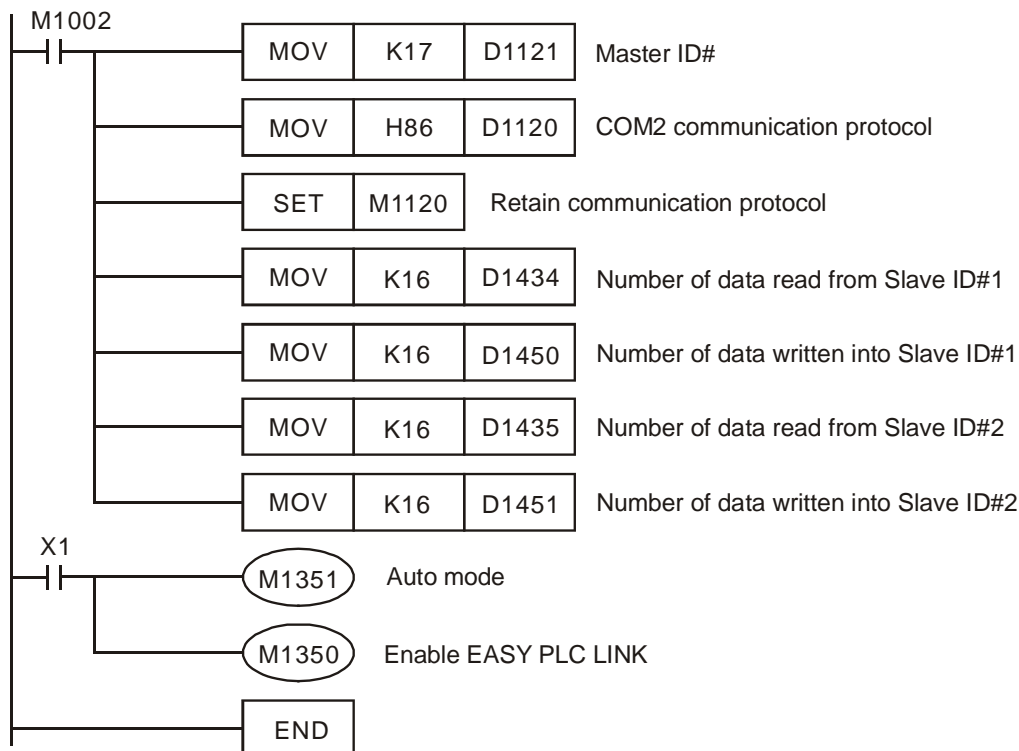 M1002
MOV K17 D1121 Master ID#
MOV H86 D1120 COM2 communication protocol
SET M1120 Retain communication protocol
MOV K16 D1434 Number of data read from Slave ID#1
MOV K16 D1450 Number of data written into Slave ID#1
MOV K16 D1435 Number of data read from Slave ID#2
MOV K16 D1451 Number of data written into Slave ID#2
X1
M1351 Auto mode
M1350 Enable EASY PLC LINK
END